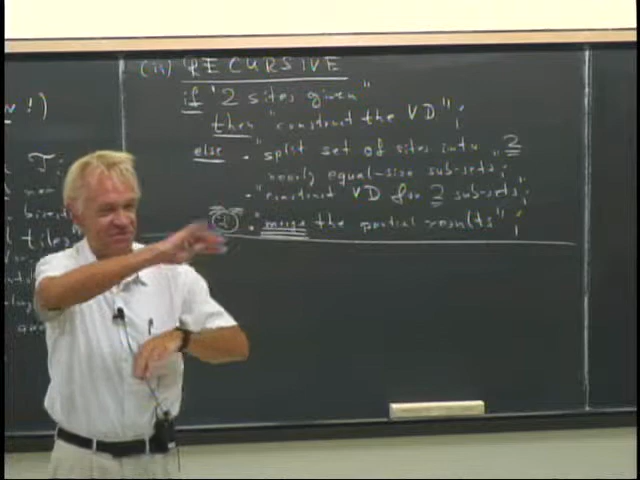 !)
(ii) RECURSIVE
if "2 sites given"
then "construct the VD";
else • "split set of sites into 2
nearly equal-size sub-sets;
• "construct VD for 2 sub-sets;
• "merge the partial results";